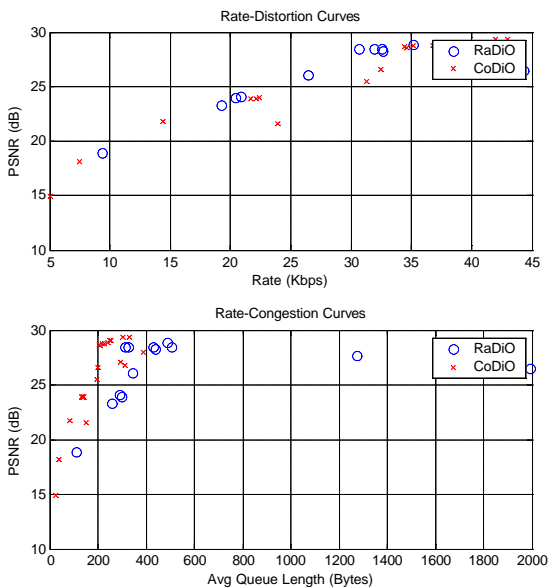 Rate-Distortion Curves
30
25
20
15
10
PSNR (dB)
RaDiO
CoDiO
5 10 15 20 25 30 35 40 45
Rate (Kbps)
Rate-Congestion Curves
30
25
20
15
10
PSNR (dB)
RaDiO
CoDiO
0 200 400 600 800 1000 1200 1400 1600 1800 2000
Avg Queue Length (Bytes)